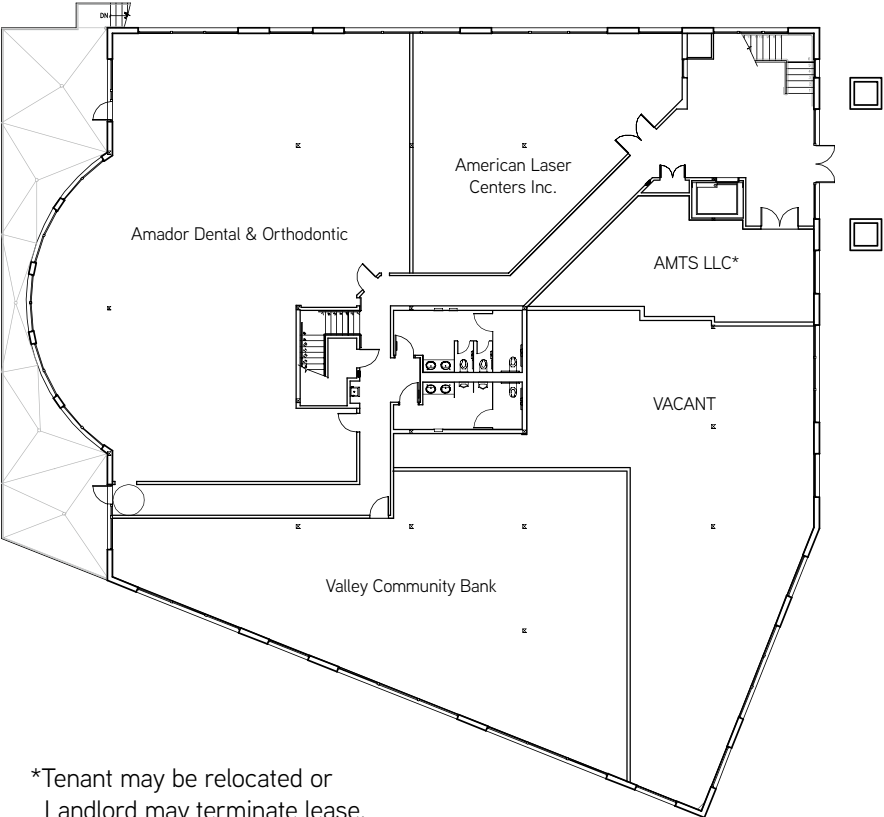 DN
Amador Dental & Orthodontic
American Laser
Centers Inc.
AMTS LLC*
VACANT
Valley Community Bank
*Tenant may be relocated or
Landlord may terminate lease.